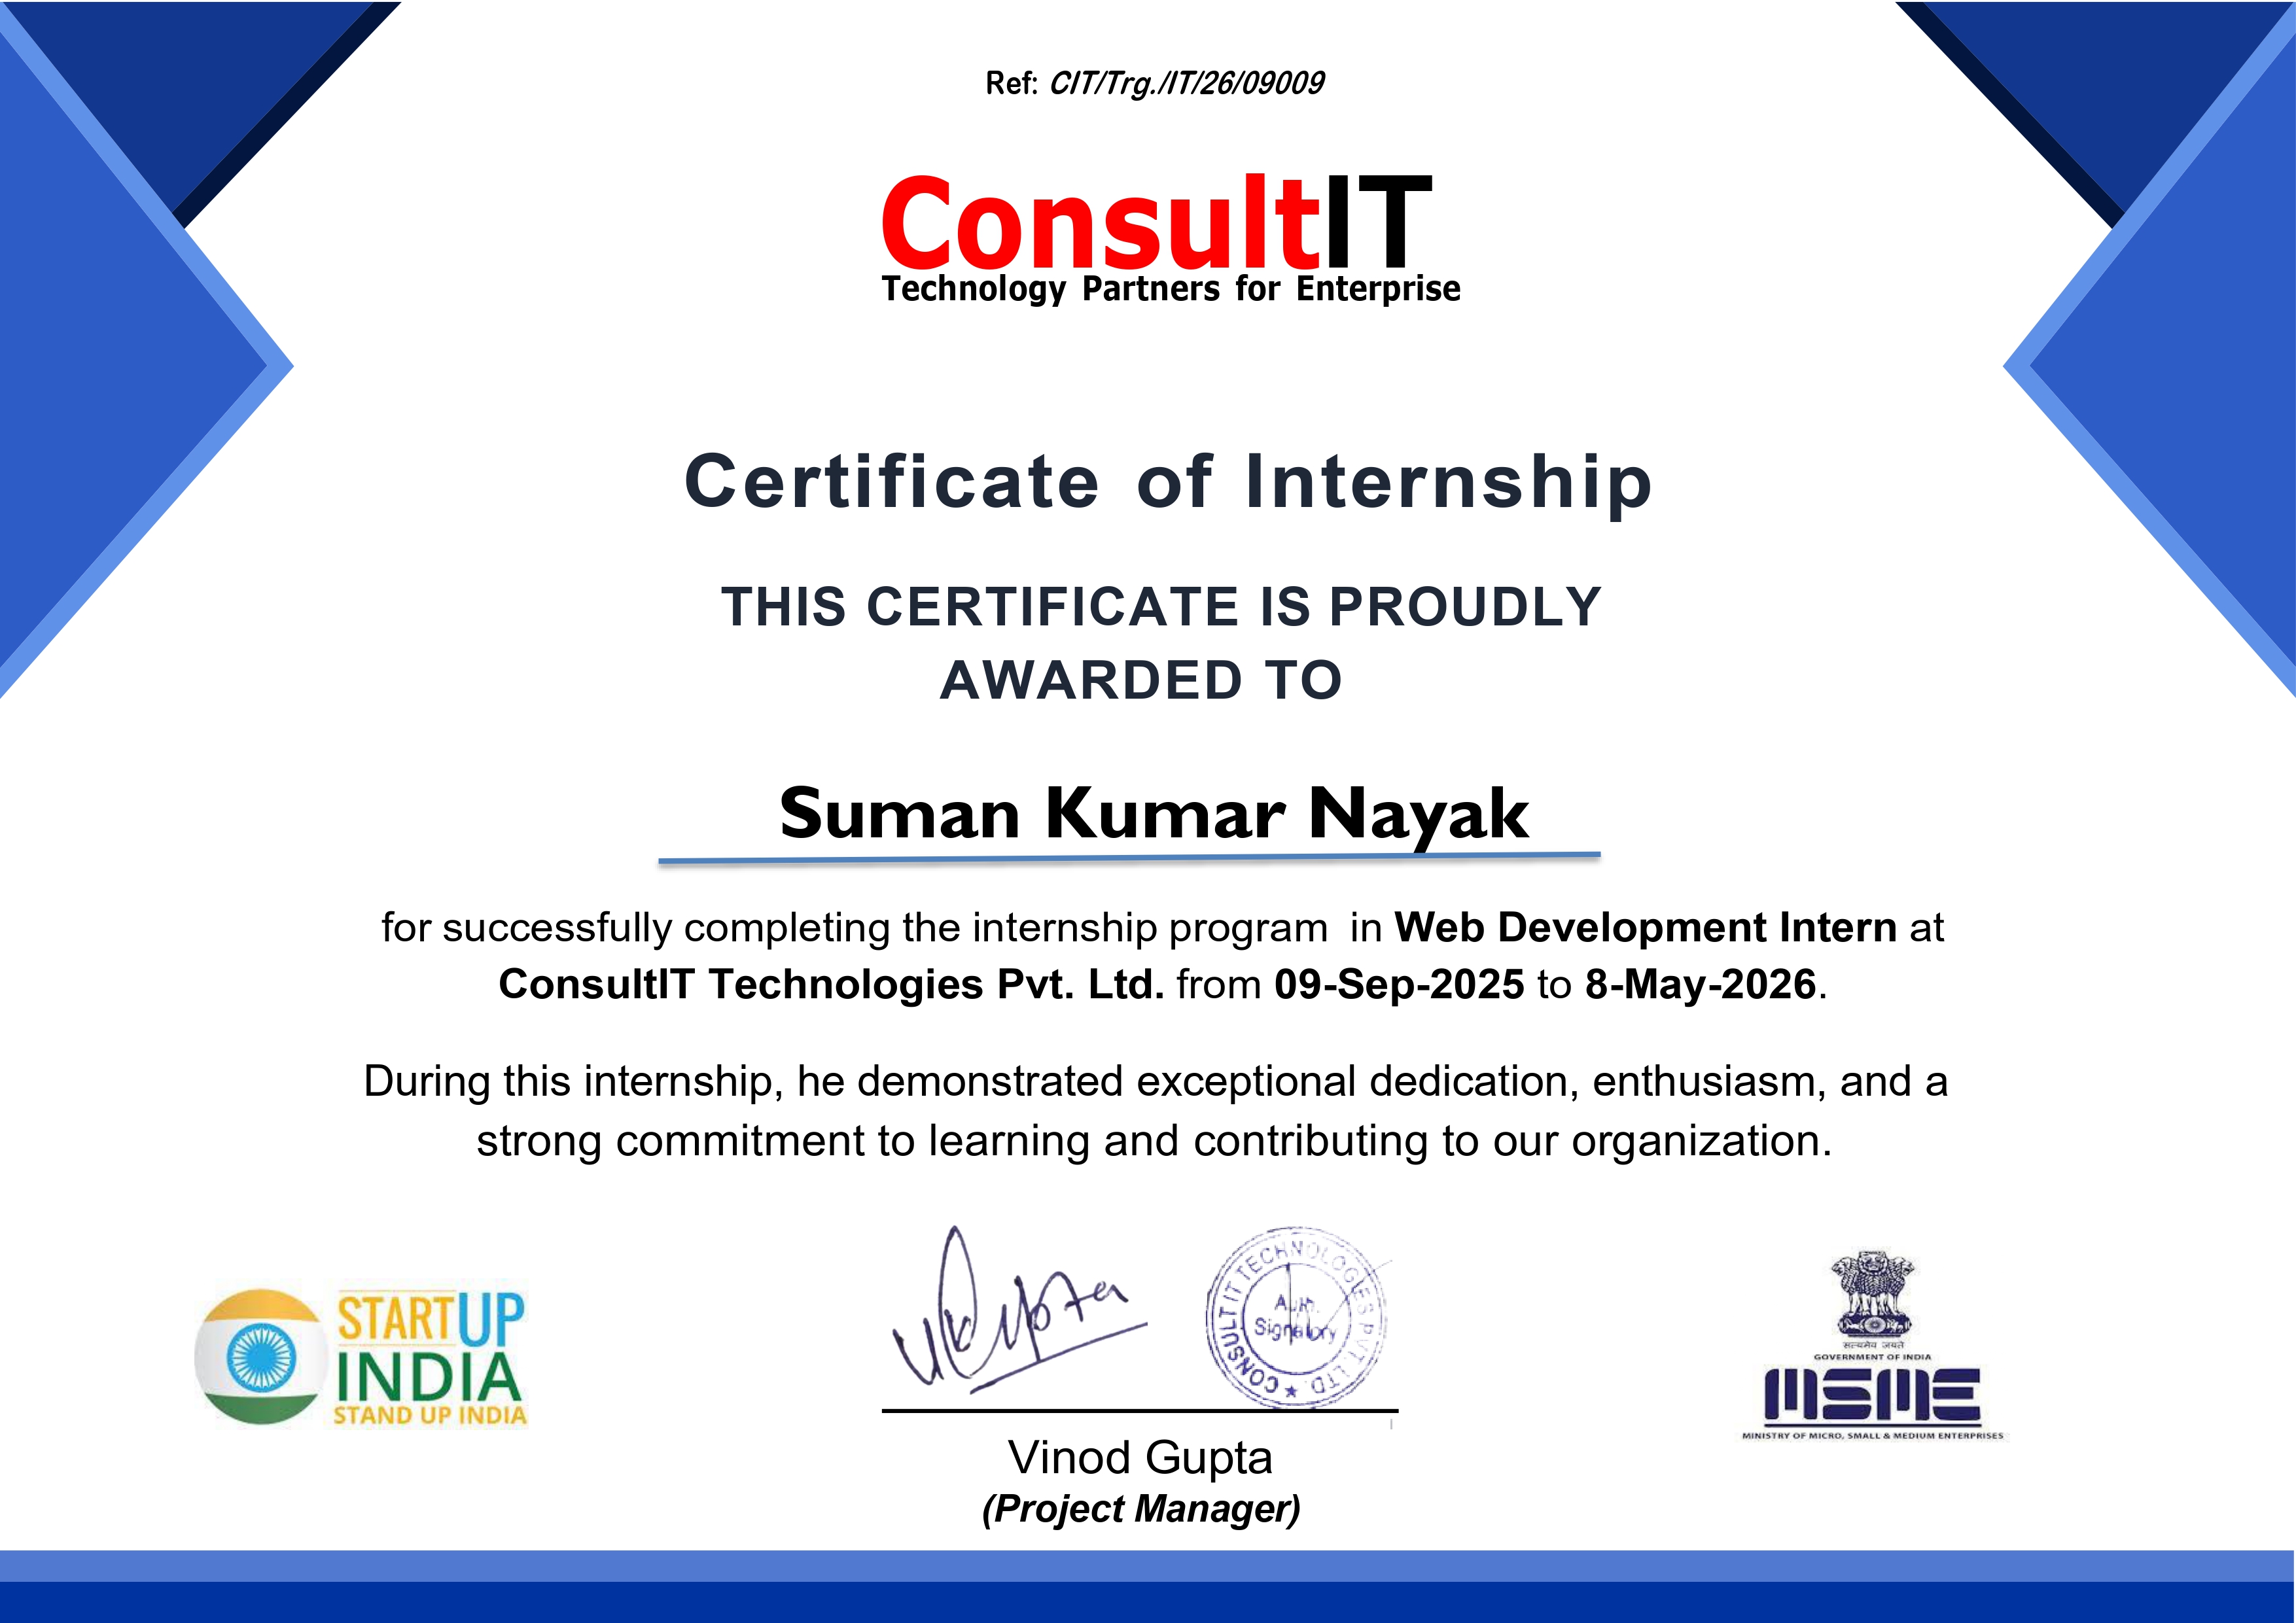 Ref: CIT/Trg./IT/26/09009
ConsultIT
Technology Partners for Enterprise
Certificate of Internship
THIS CERTIFICATE IS PROUDLY
AWARDED TO
Suman Kumar Nayak
for successfully completing the internship program in Web Development Intern at
ConsultIT Technologies Pvt. Ltd. from 09-Sep-2025 to 8-May-2026.
During this internship, he demonstrated exceptional dedication, enthusiasm, and a
strong commitment to learning and contributing to our organization.
STARTUP
INDIA
STAND UP INDIA
VKGupta
CONSULT IT TECHNOLOGIES PVT LTD. ★
Auth.
Signatory
Vinod Gupta
(Project Manager)
सत्यमेव जयते
GOVERNMENT OF INDIA
MSME
MINISTRY OF MICRO, SMALL & MEDIUM ENTERPRISES